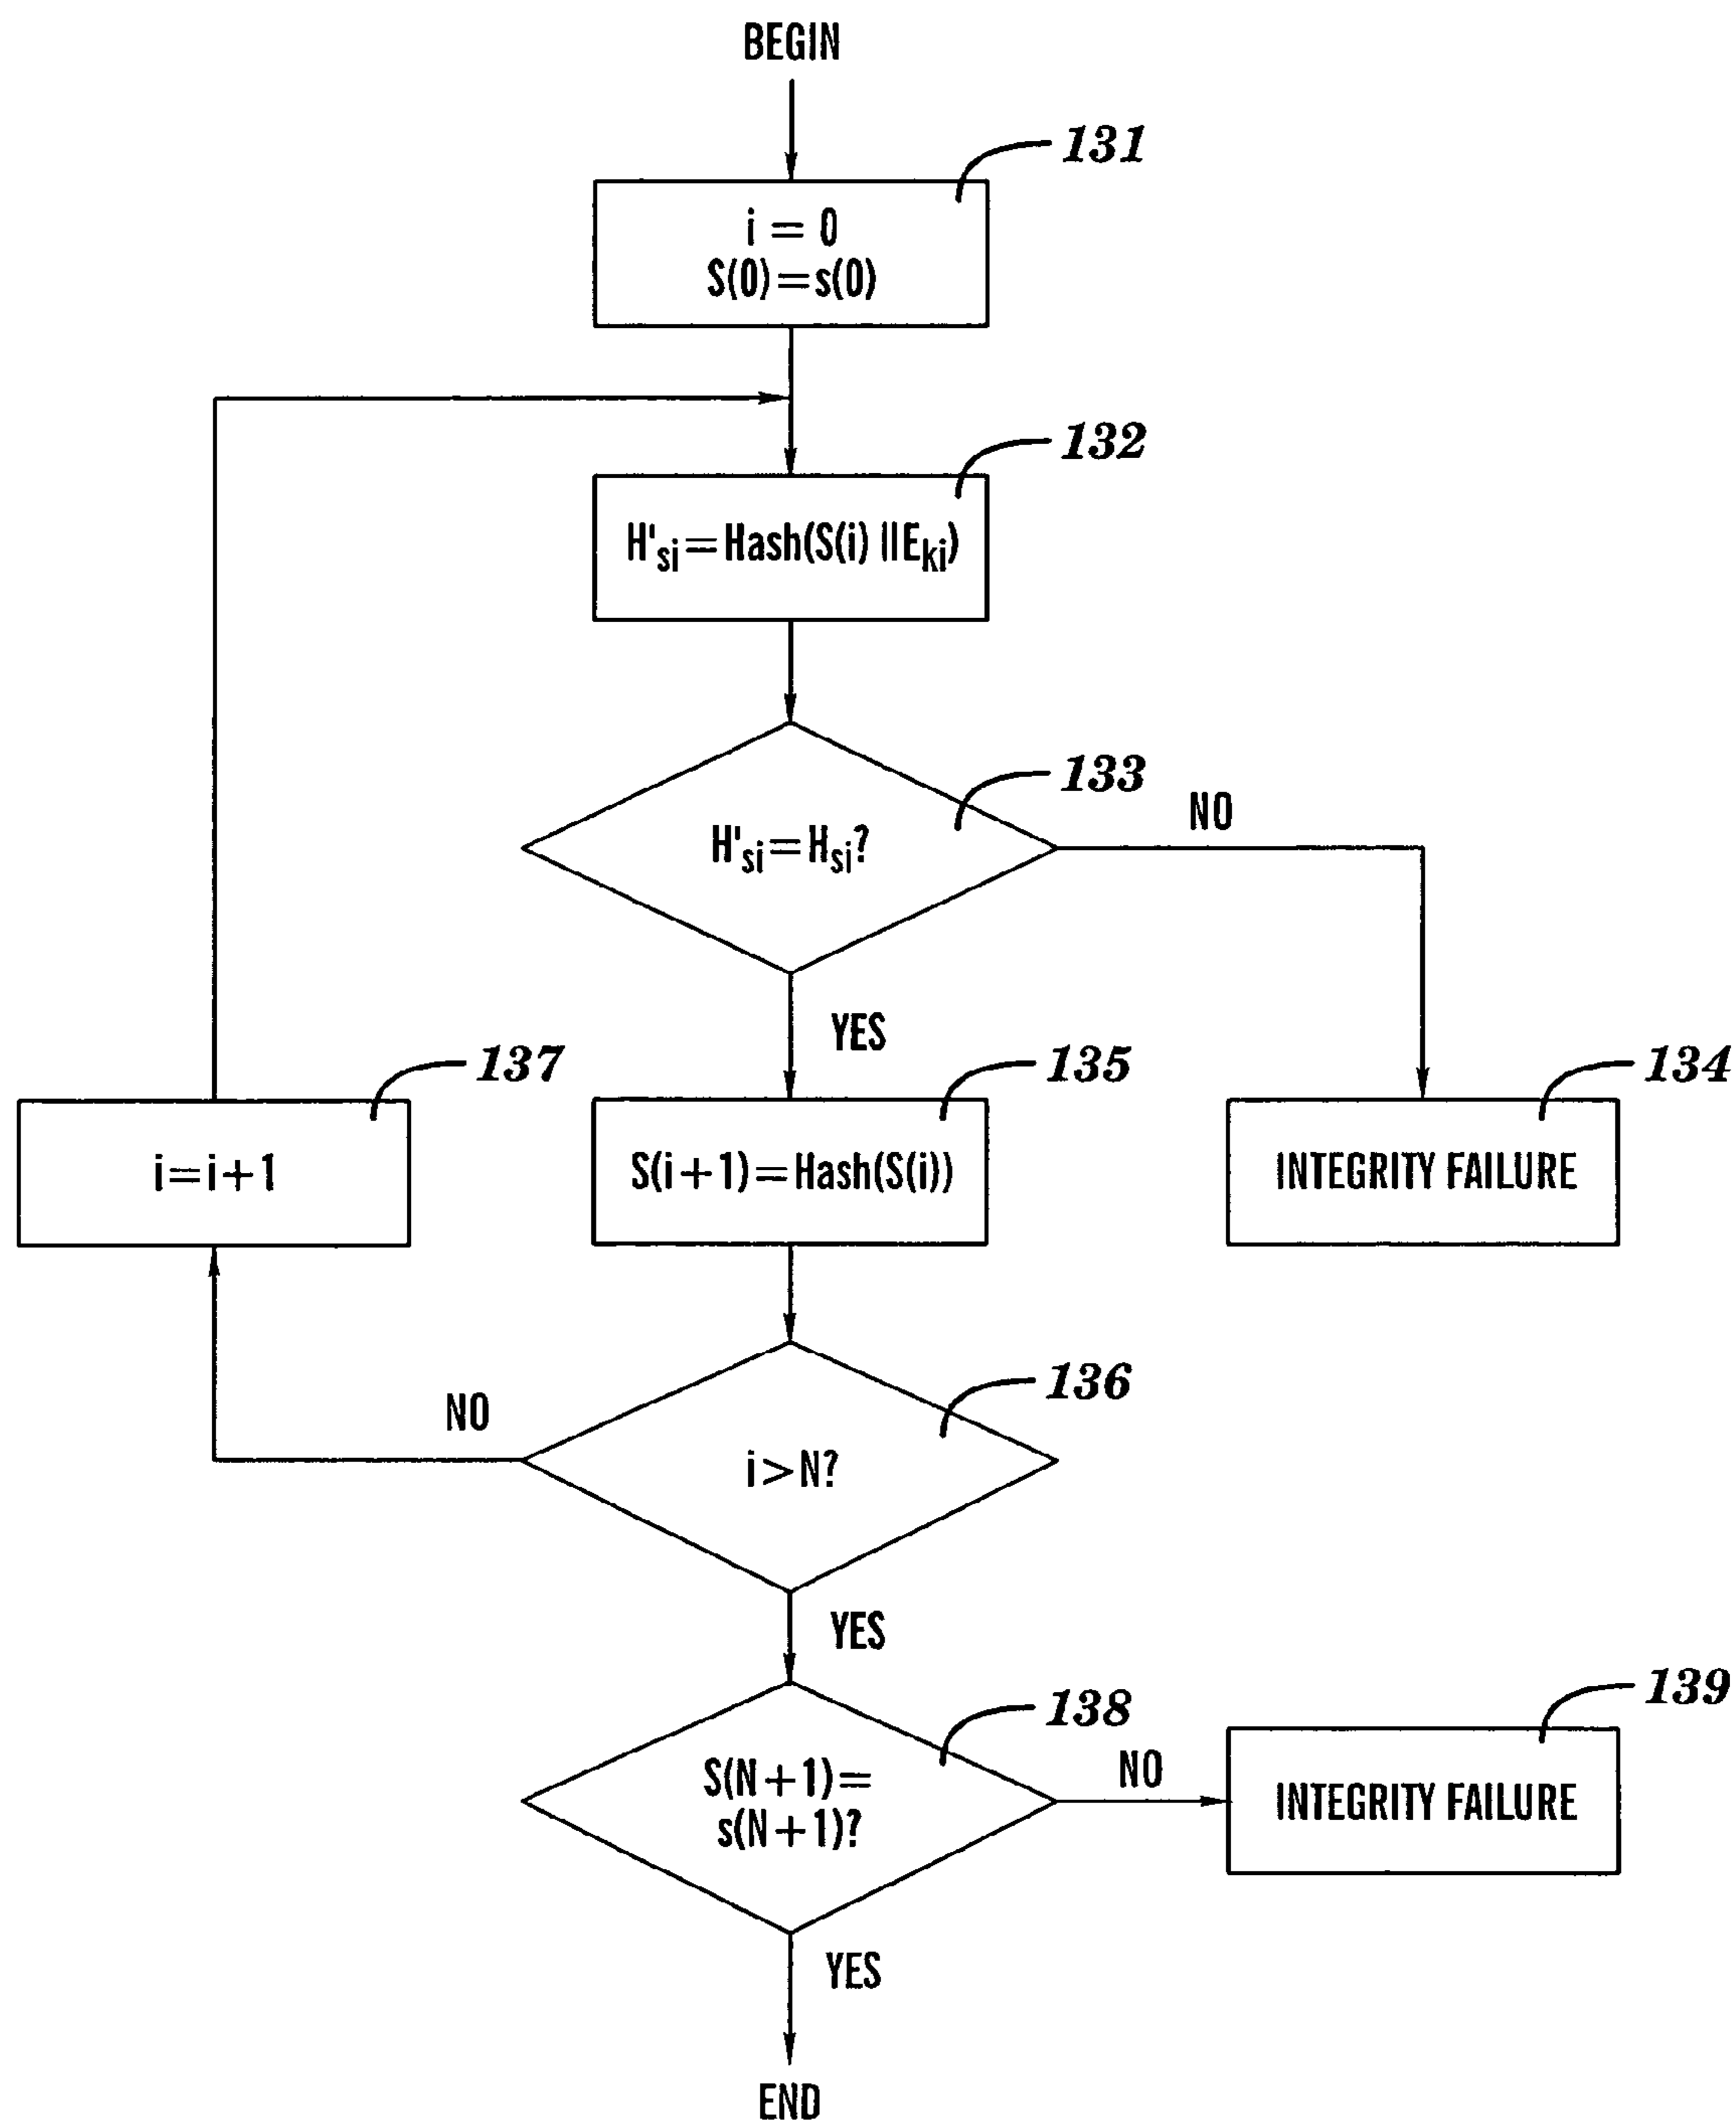 BEGIN
131
i = 0
S(0)=s(0)
132
H'si=Hash(S(i) ||Eki)
133
H'si=Hsi?
NO
YES
137
135
134
i=i+1
S(i+1)=Hash(S(i))
INTEGRITY FAILURE
136
NO
i>N?
YES
138
139
S(N+1)=
s(N+1)?
NO
INTEGRITY FAILURE
YES
END